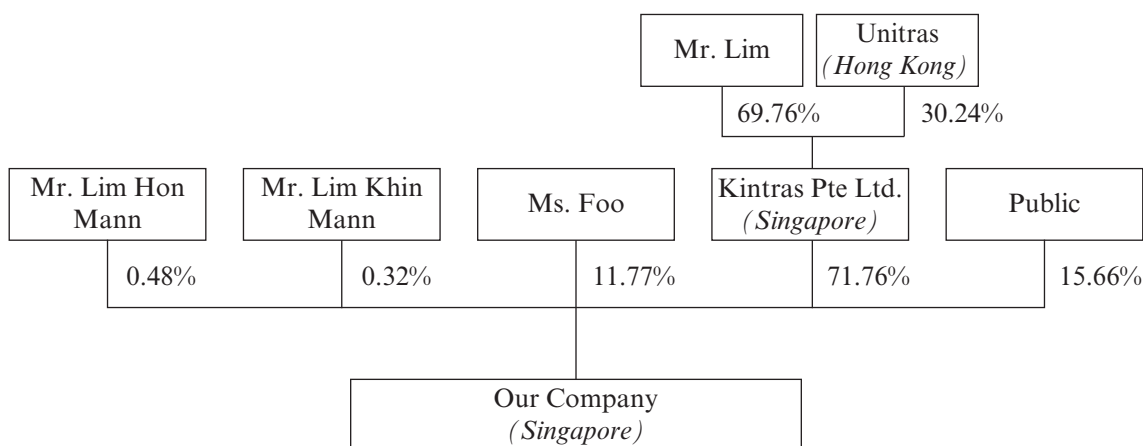 Mr. Lim
Unitras
(Hong Kong)
69.76%
30.24%
Mr. Lim Hon
Mann
Mr. Lim Khin
Mann
Ms. Foo
Kintras Pte Ltd.
(Singapore)
Public
0.48%
0.32%
11.77%
71.76%
15.66%
Our Company
(Singapore)